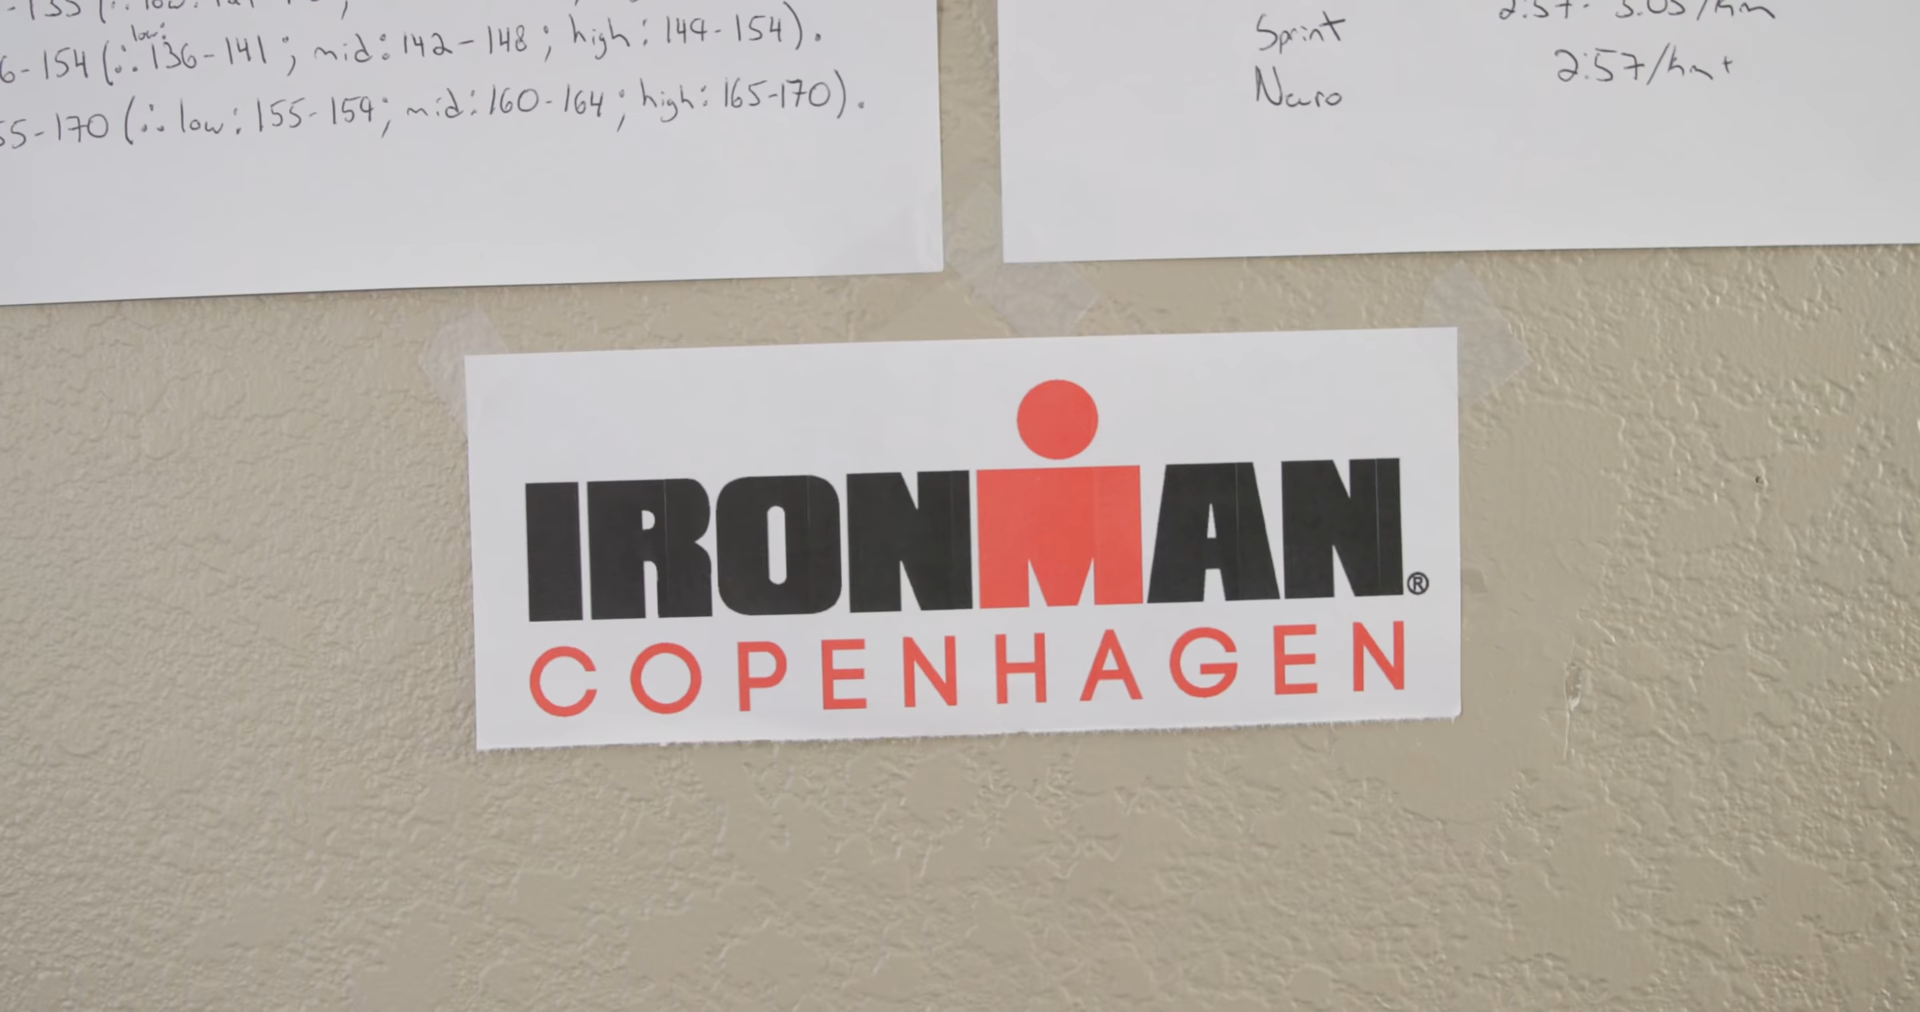 6-154 (∴ low: 136-141; mid: 142-148; high: 149-154).
55-170 (∴ low: 155-159; mid: 160-164; high: 165-170).
Sprint
Neuro 2:57/km+
IRONMAN®
COPENHAGEN